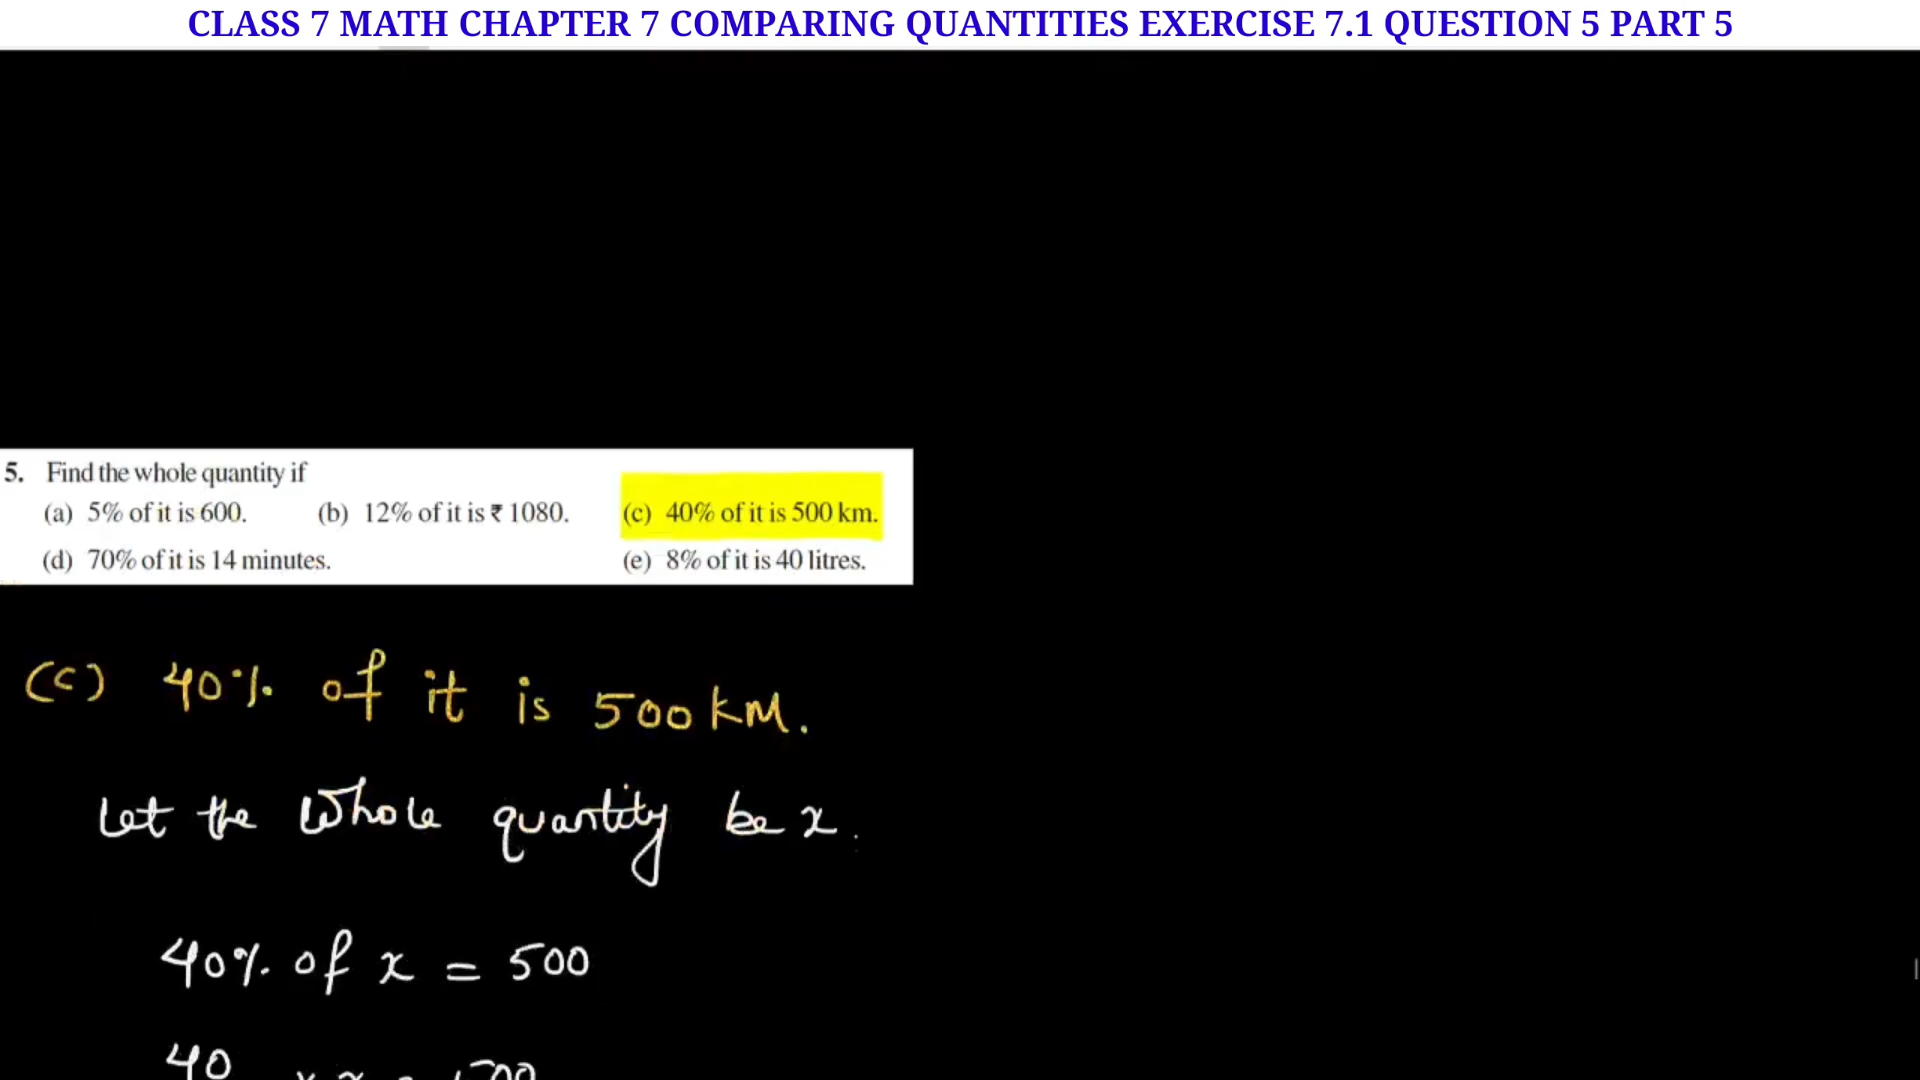 CLASS 7 MATH CHAPTER 7 COMPARING QUANTITIES EXERCISE 7.1 QUESTION 5 PART 5
5. Find the whole quantity if
(a) 5% of it is 600. (b) 12% of it is ₹ 1080. (c) 40% of it is 500 km.
(d) 70% of it is 14 minutes. (e) 8% of it is 40 litres.
(c) 40% of it is 500 KM.
Let the whole quantity be x.
40% of x = 500
40